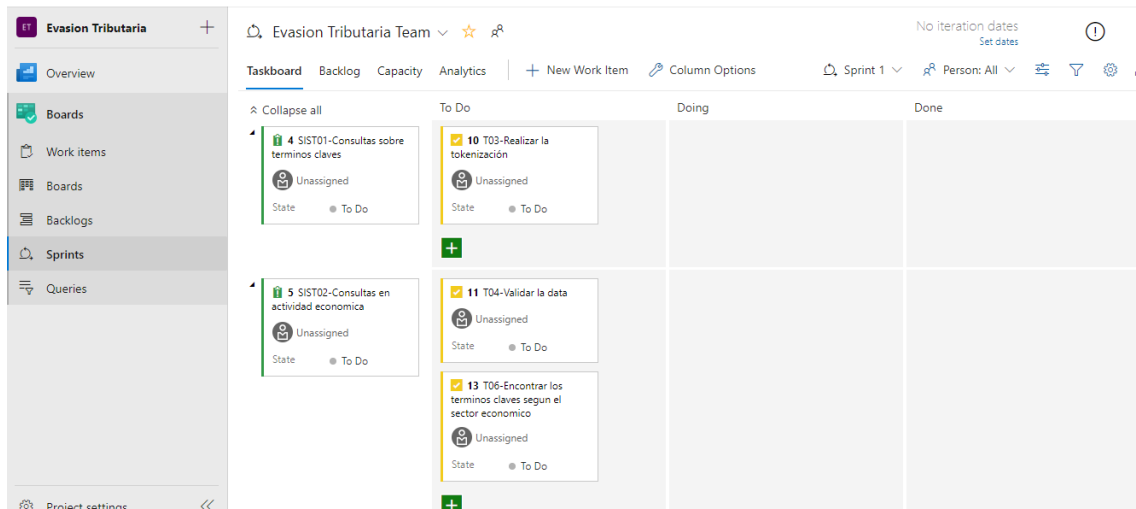 ET Evasion Tributaria
Overview
Boards
Work items
Boards
Backlogs
Sprints
Queries
Project settings
Evasion Tributaria Team
No iteration dates
Set dates
Taskboard Backlog Capacity Analytics New Work Item Column Options Sprint 1 Person: All
Collapse all To Do Doing Done
4 SIST01-Consultas sobre
terminos claves
Unassigned
State To Do
10 T03-Realizar la
tokenización
Unassigned
State To Do
5 SIST02-Consultas en
actividad economica
Unassigned
State To Do
11 T04-Validar la data
Unassigned
State To Do
13 T06-Encontrar los
terminos claves segun el
sector economico
Unassigned
State To Do